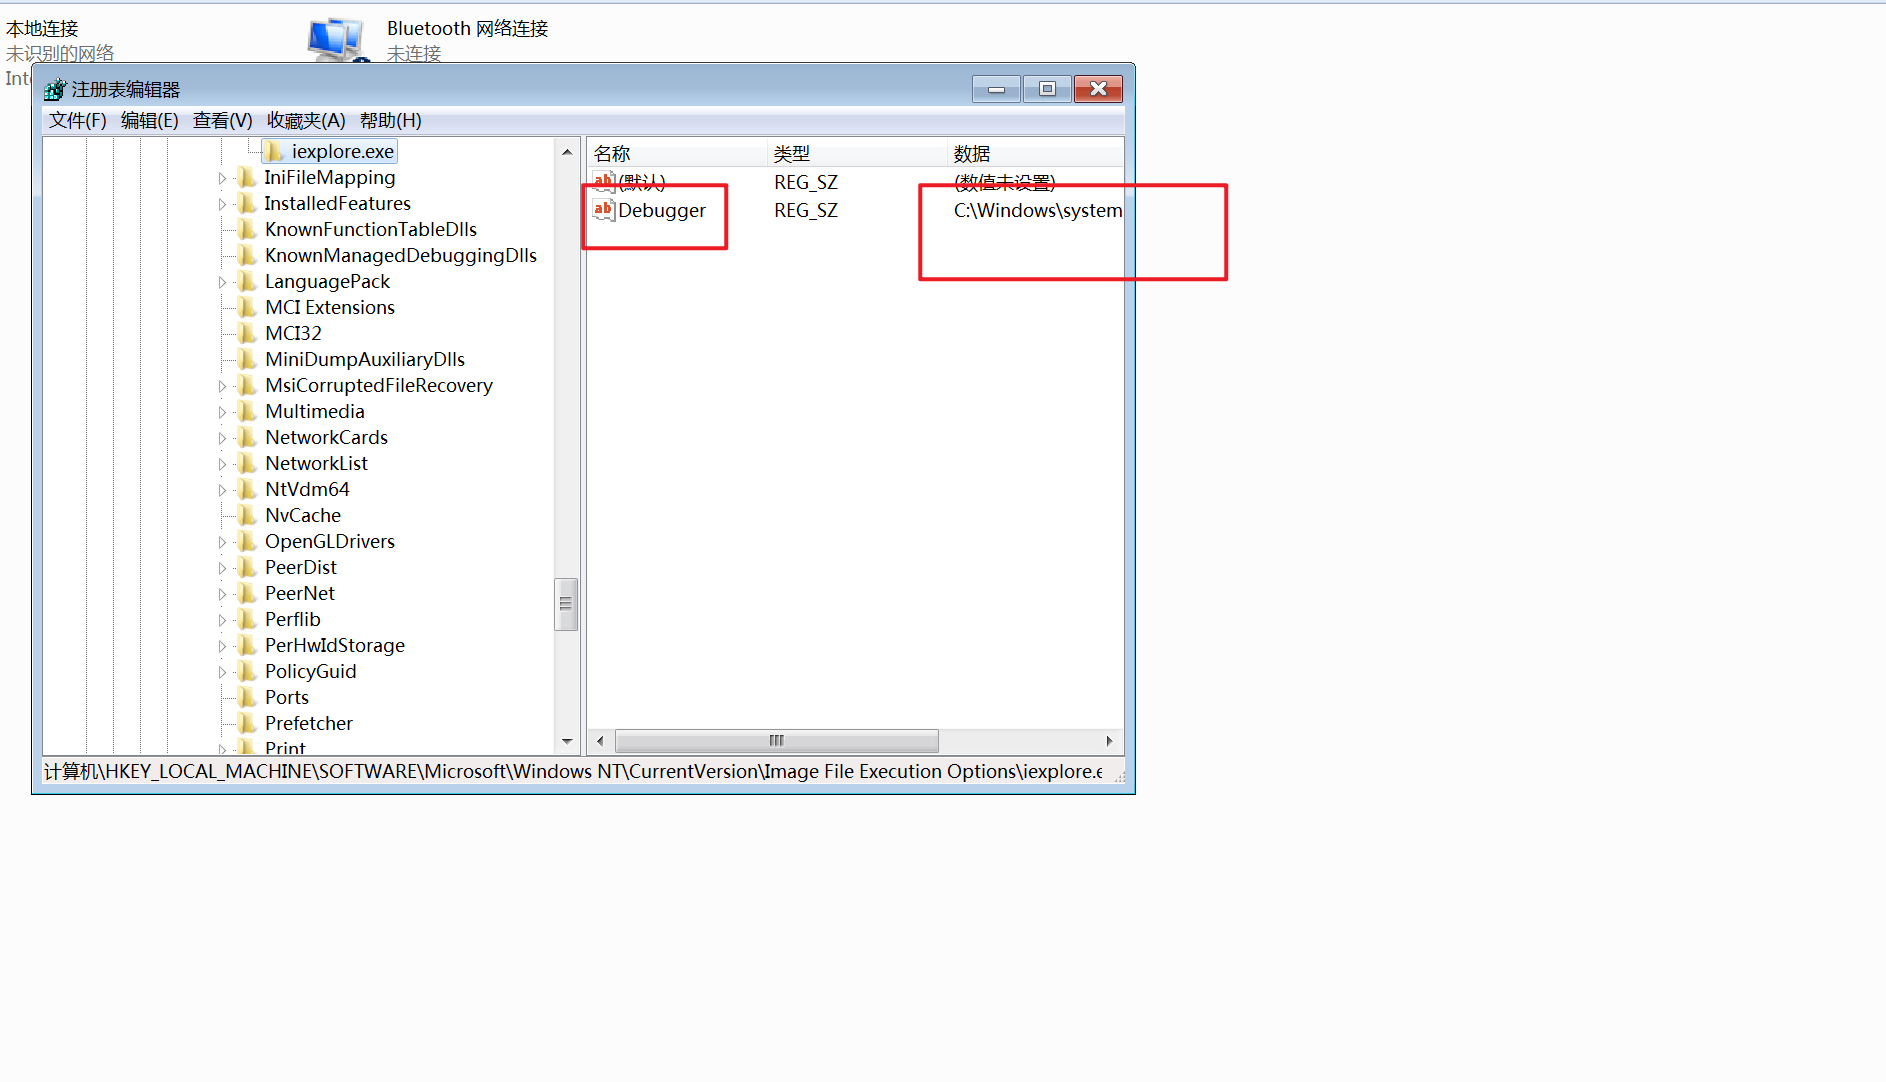 本地连接
未识别的网络
Inte
Bluetooth 网络连接
未连接
注册表编辑器
文件(F) 编辑(E) 查看(V) 收藏夹(A) 帮助(H)
iexplore.exe
IniFileMapping
InstalledFeatures
KnownFunctionTableDlls
KnownManagedDebuggingDlls
LanguagePack
MCI Extensions
MCI32
MiniDumpAuxiliaryDlls
MsiCorruptedFileRecovery
Multimedia
NetworkCards
NetworkList
NtVdm64
NvCache
OpenGLDrivers
PeerDist
PeerNet
Perflib
PerHwIdStorage
PolicyGuid
Ports
Prefetcher
Print
名称 类型 数据
(默认) REG_SZ (数值未设置)
Debugger REG_SZ C:\Windows\system
计算机\HKEY_LOCAL_MACHINE\SOFTWARE\Microsoft\Windows NT\CurrentVersion\Image File Execution Options\iexplore.e